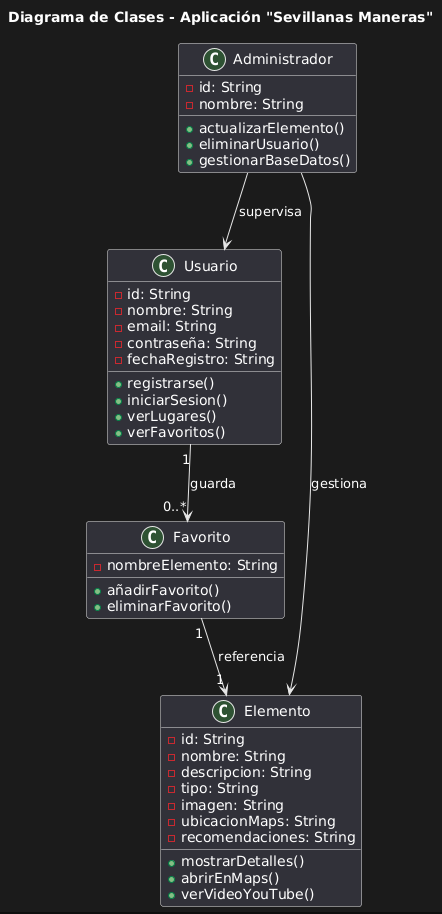 Diagrama de Clases - Aplicación "Sevillanas Maneras"
C Administrador
id: String
nombre: String
actualizarElemento()
eliminarUsuario()
gestionarBaseDatos()
supervisa
C Usuario
id: String
nombre: String
email: String
contraseña: String
fechaRegistro: String
registrarse()
iniciarSesion()
verLugares()
verFavoritos()
1
guarda
gestiona
0..*
C Favorito
nombreElemento: String
añadirFavorito()
eliminarFavorito()
1
referencia
1
C Elemento
id: String
nombre: String
descripcion: String
tipo: String
imagen: String
ubicacionMaps: String
recomendaciones: String
mostrarDetalles()
abrirEnMaps()
verVideoYouTube()